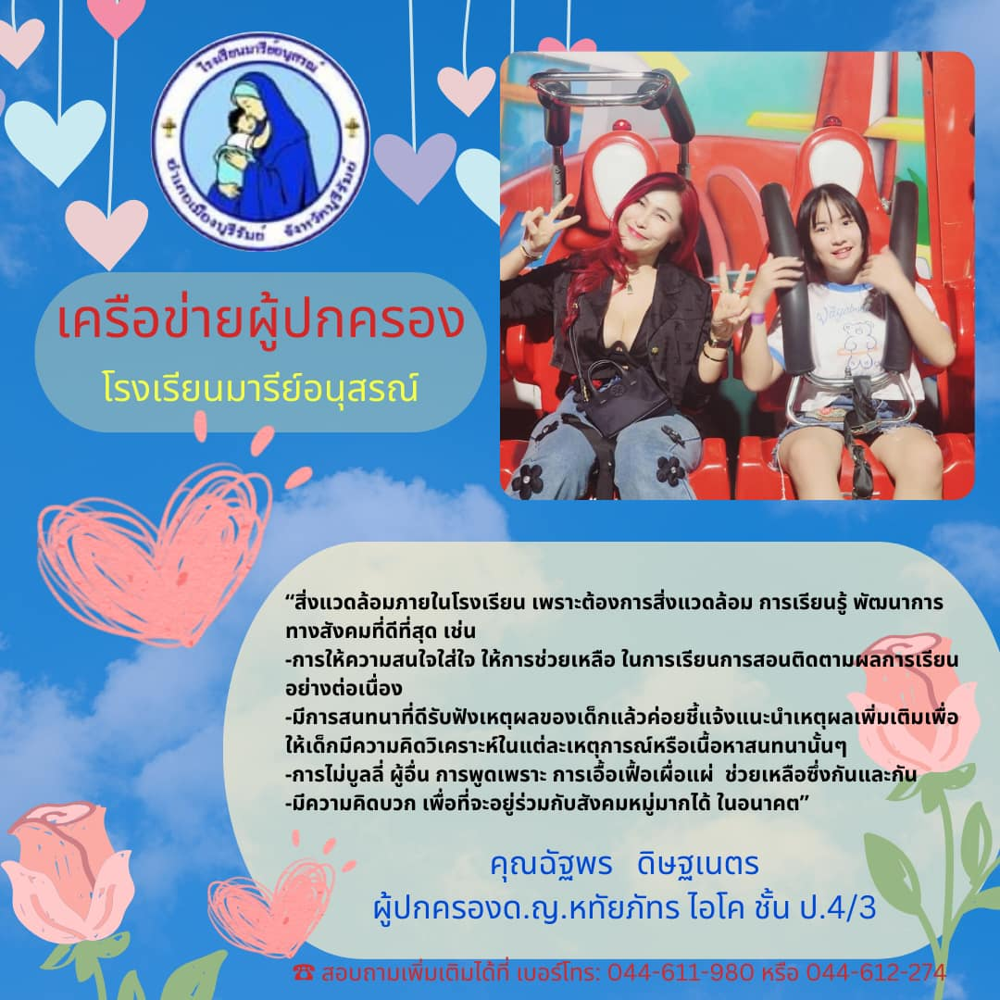 โรงเรียนมารีย์อนุสรณ์
อำเภอเมืองบุรีรัมย์ จังหวัดบุรีรัมย์
เครือข่ายผู้ปกครอง
โรงเรียนมารีย์อนุสรณ์
“สิ่งแวดล้อมภายในโรงเรียน เพราะต้องการสิ่งแวดล้อม การเรียนรู้ พัฒนาการ
ทางสังคมที่ดีที่สุด เช่น
-การให้ความสนใจใส่ใจ ให้การช่วยเหลือ ในการเรียนการสอนติดตามผลการเรียน
อย่างต่อเนื่อง
-มีการสนทนาที่ดีรับฟังเหตุผลของเด็กแล้วค่อยชี้แจ้งแนะนำเหตุผลเพิ่มเติมเพื่อ
ให้เด็กมีความคิดวิเคราะห์ในแต่ละเหตุการณ์หรือเนื้อหาสนทนานั้นๆ
-การไม่บูลลี่ ผู้อื่น การพูดเพราะ การเอื้อเฟื้อเผื่อแผ่ ช่วยเหลือซึ่งกันและกัน
-มีความคิดบวก เพื่อที่จะอยู่ร่วมกับสังคมหมู่มากได้ ในอนาคต”
คุณฉัฐพร ดิษฐเนตร
ผู้ปกครองด.ญ.หทัยภัทร ไอโค ชั้น ป.4/3
☎ สอบถามเพิ่มเติมได้ที่ เบอร์โทร: 044-611-980 หรือ 044-612-274